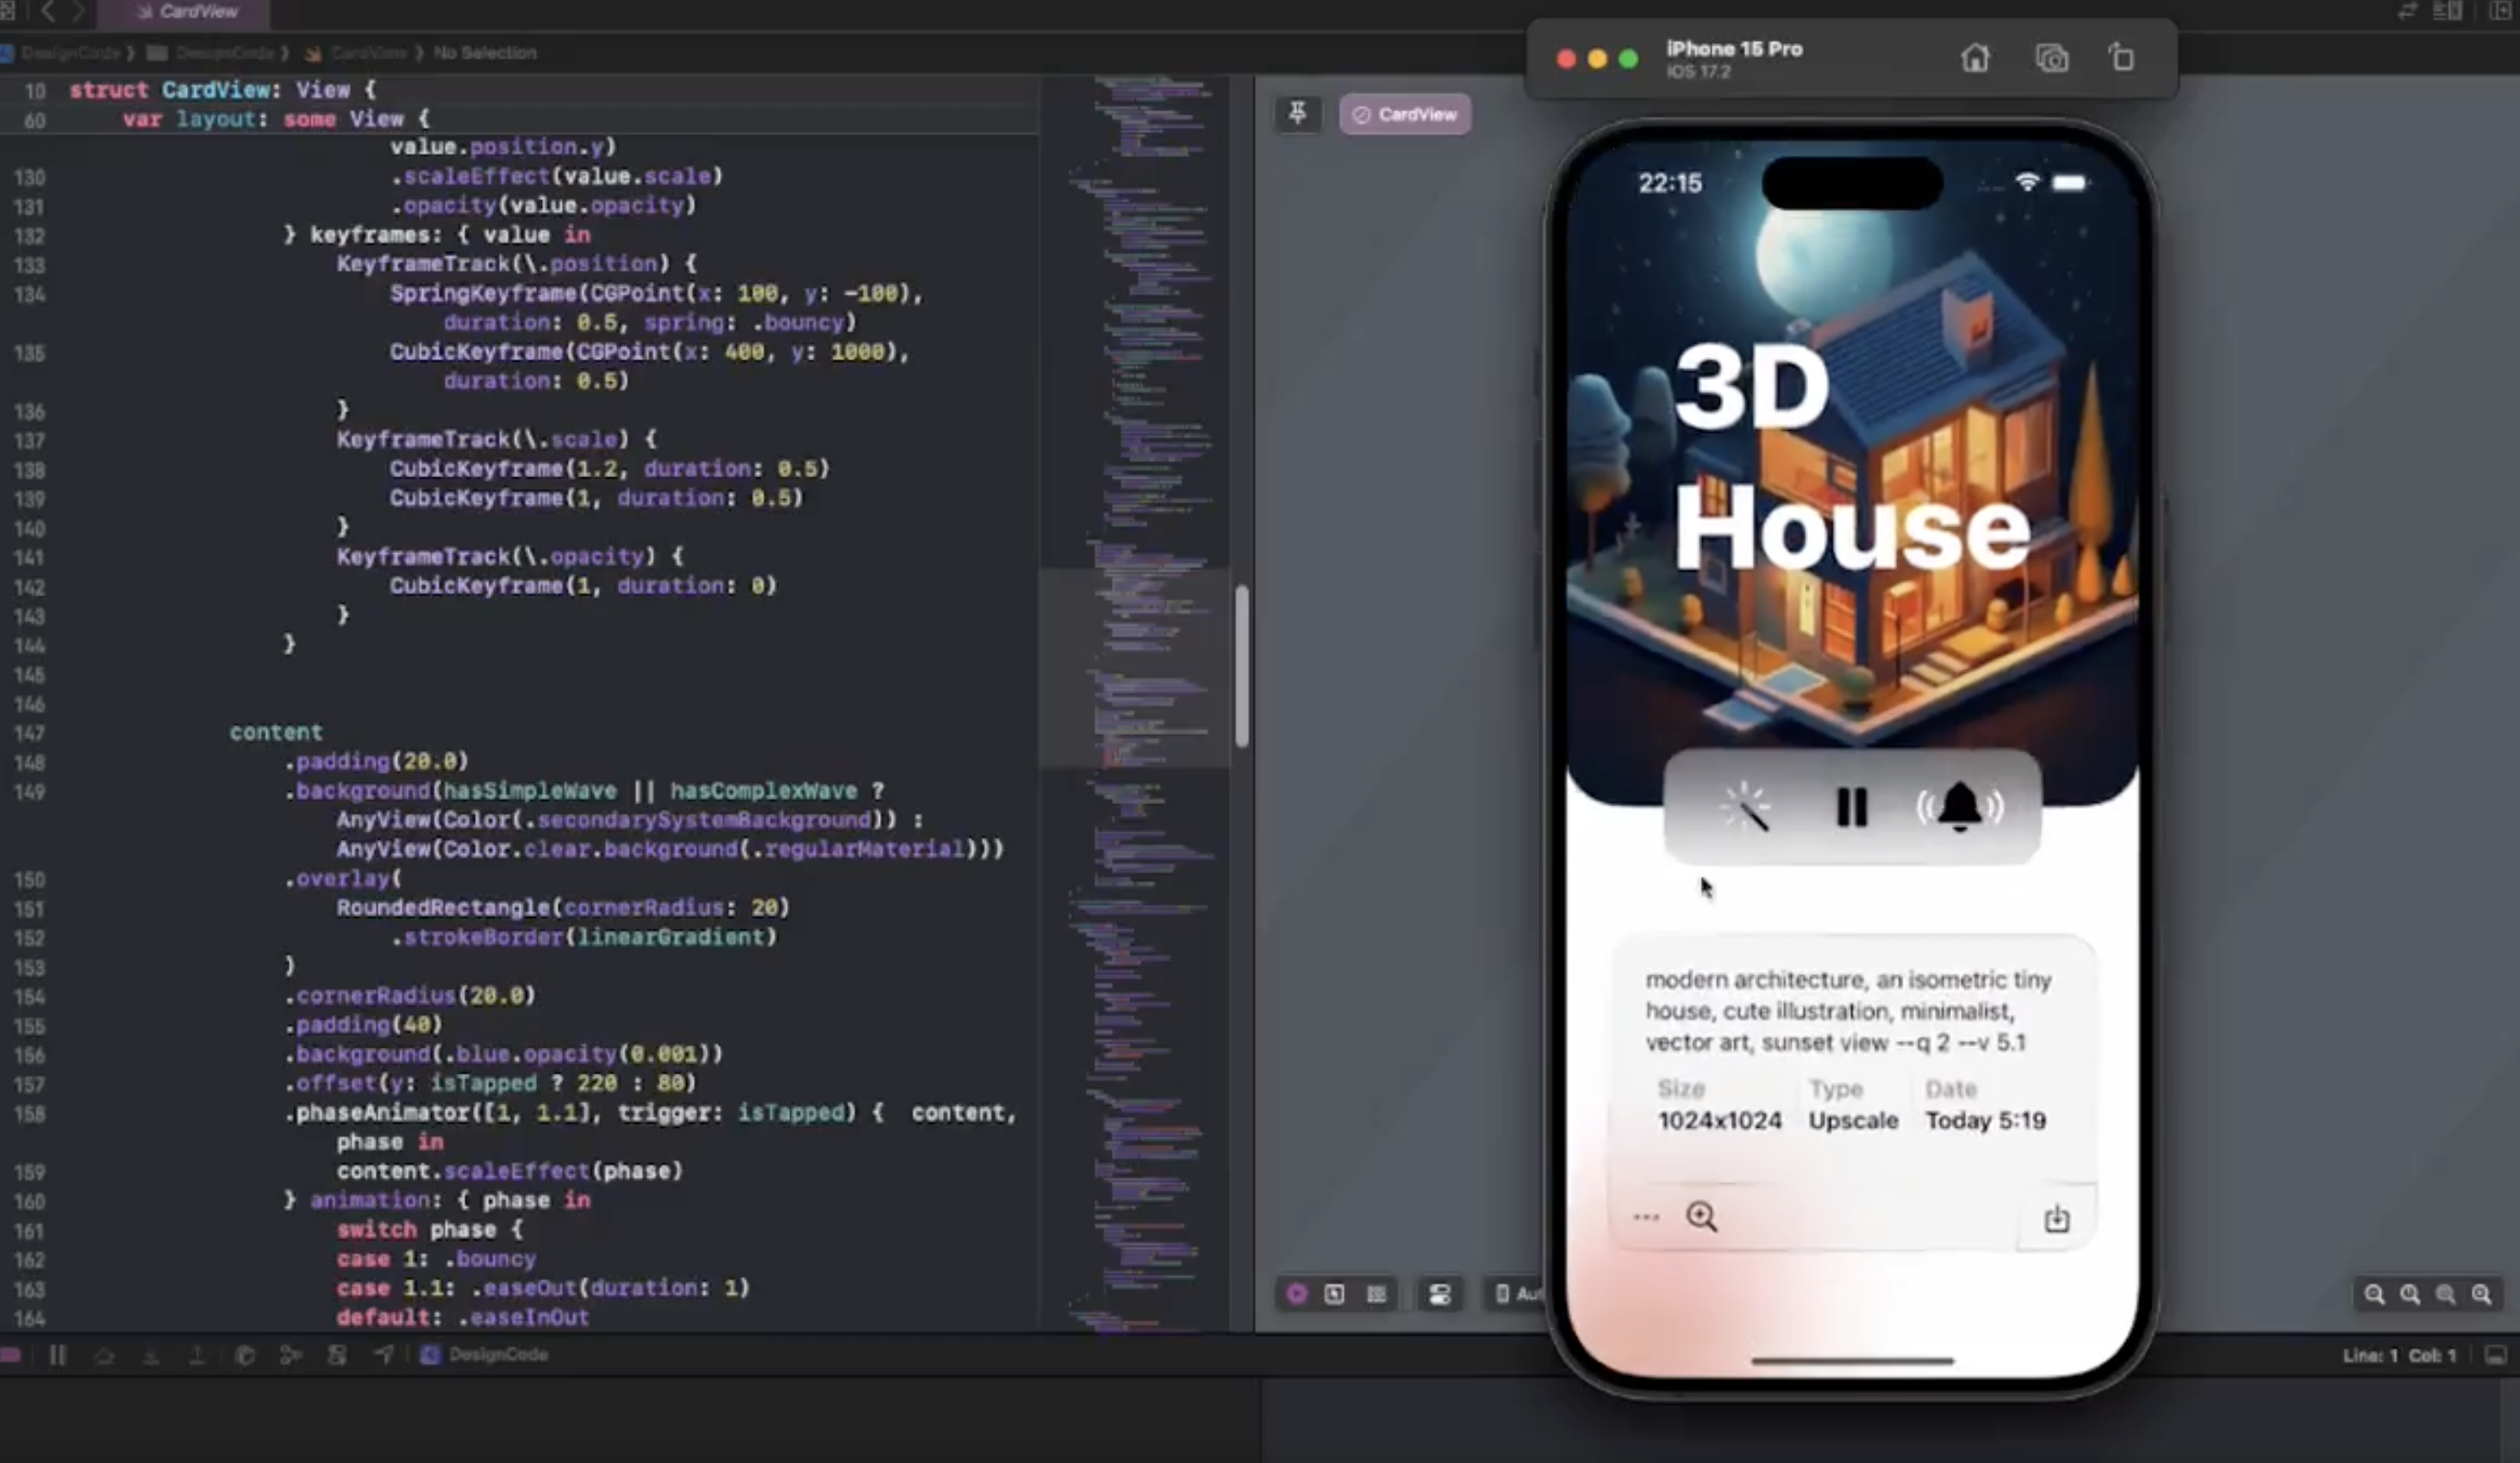 CardView
DesignCode 〉 DesignCode 〉 CardView 〉 No Selection
10 struct CardView: View {
60 var layout: some View {
value.position.y)
130 .scaleEffect(value.scale)
131 .opacity(value.opacity)
132 } keyframes: { value in
133 KeyframeTrack(\.position) {
134 SpringKeyframe(CGPoint(x: 100, y: -100),
duration: 0.5, spring: .bouncy)
135 CubicKeyframe(CGPoint(x: 400, y: 1000),
duration: 0.5)
136 }
137 KeyframeTrack(\.scale) {
138 CubicKeyframe(1.2, duration: 0.5)
139 CubicKeyframe(1, duration: 0.5)
140 }
141 KeyframeTrack(\.opacity) {
142 CubicKeyframe(1, duration: 0)
143 }
144 }
145
146
147 content
148 .padding(20.0)
149 .background(hasSimpleWave || hasComplexWave ?
AnyView(Color(.secondarySystemBackground)) :
AnyView(Color.clear.background(.regularMaterial)))
150 .overlay(
151 RoundedRectangle(cornerRadius: 20)
152 .strokeBorder(linearGradient)
153 )
154 .cornerRadius(20.0)
155 .padding(40)
156 .background(.blue.opacity(0.001))
157 .offset(y: isTapped ? 220 : 80)
158 .phaseAnimator([1, 1.1], trigger: isTapped) { content,
phase in
159 content.scaleEffect(phase)
160 } animation: { phase in
161 switch phase {
162 case 1: .bouncy
163 case 1.1: .easeOut(duration: 1)
164 default: .easeInOut
DesignCode
CardView
iPhone 15 Pro
iOS 17.2
22:15
3D
House
modern architecture, an isometric tiny
house, cute illustration, minimalist,
vector art, sunset view --q 2 --v 5.1
Size Type Date
1024x1024 Upscale Today 5:19
Line: 1 Col: 1